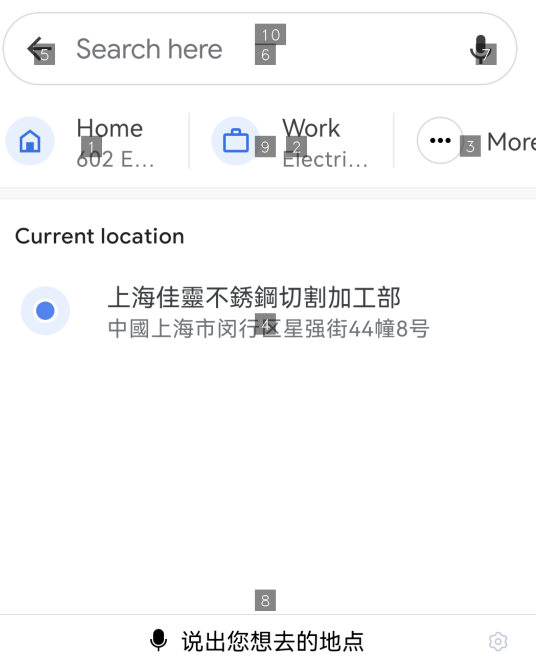 10
5
Search here
6
7
Home
Work
More
1
9
2
3
602 E...
Electri...
Current location
上海佳靈不銹鋼切割加工部
中國上海市闵行区星强街44幢8号
4
8
说出您想去的地点